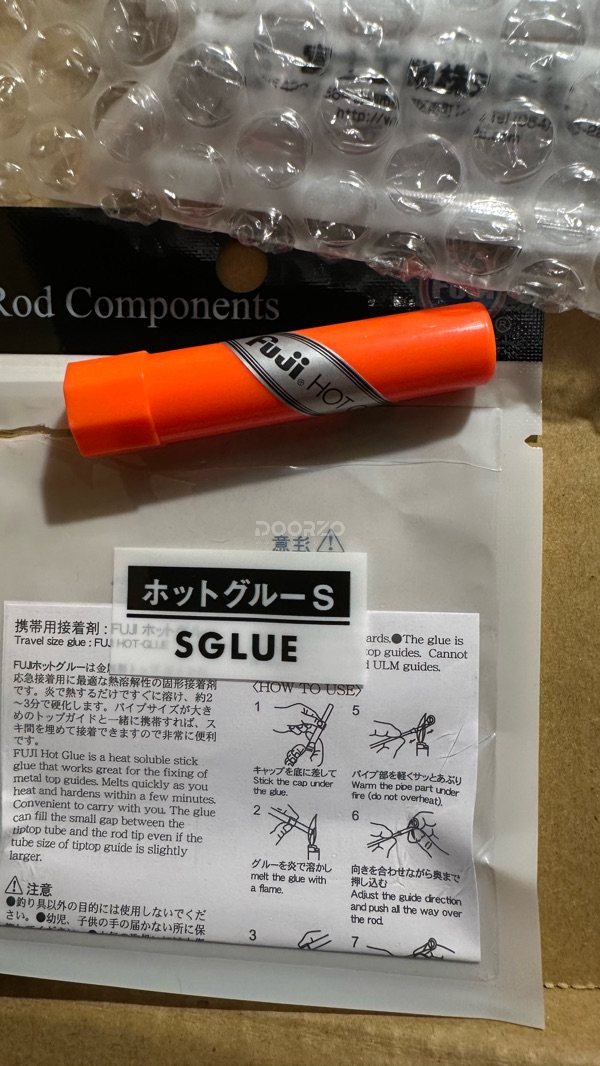 Rod Components
FUJI
®
Fuji® HOT
DOORZO
注意
ホットグルーS
SGLUE
携帯用接着剤：FUJI ホット
Travel size glue : FUJI HOT-GLUE
FUJIホットグルーは金
応急接着用に最適な熱溶解性の固形接着剤
です。炎で熱するだけですぐに溶け、約2
〜3分で硬化します。パイプサイズが大き
めのトップガイドと一緒に携帯すれば、ス
キ間を埋めて接着できますので非常に便利
です。
FUJI Hot Glue is a heat soluble stick
glue that works great for the fixing of
metal top guides. Melts quickly as you
heat and hardens within a few minutes.
Convenient to carry with you. The glue
can fill the small gap between the
tiptop tube and the rod tip even if the
tube size of tiptop guide is slightly
larger.
⚠注意
●釣り具以外の目的には使用しないでくだ
さい。●幼児、子供の手の届かない所に保
ards.●The glue is
top guides. Cannot
ULM guides.
〈HOW TO USE〉
1
キャップを底に差して
Stick the cap under
the glue.
2
グルーを炎で溶かし
melt the glue with
a flame.
3
5
パイプ部を軽くサッとあぶり
Warm the pipe part under
fire (do not overheat).
6
向きを合わせながら奥まで
押し込む
Adjust the guide direction
and push all the way over
the rod.
7